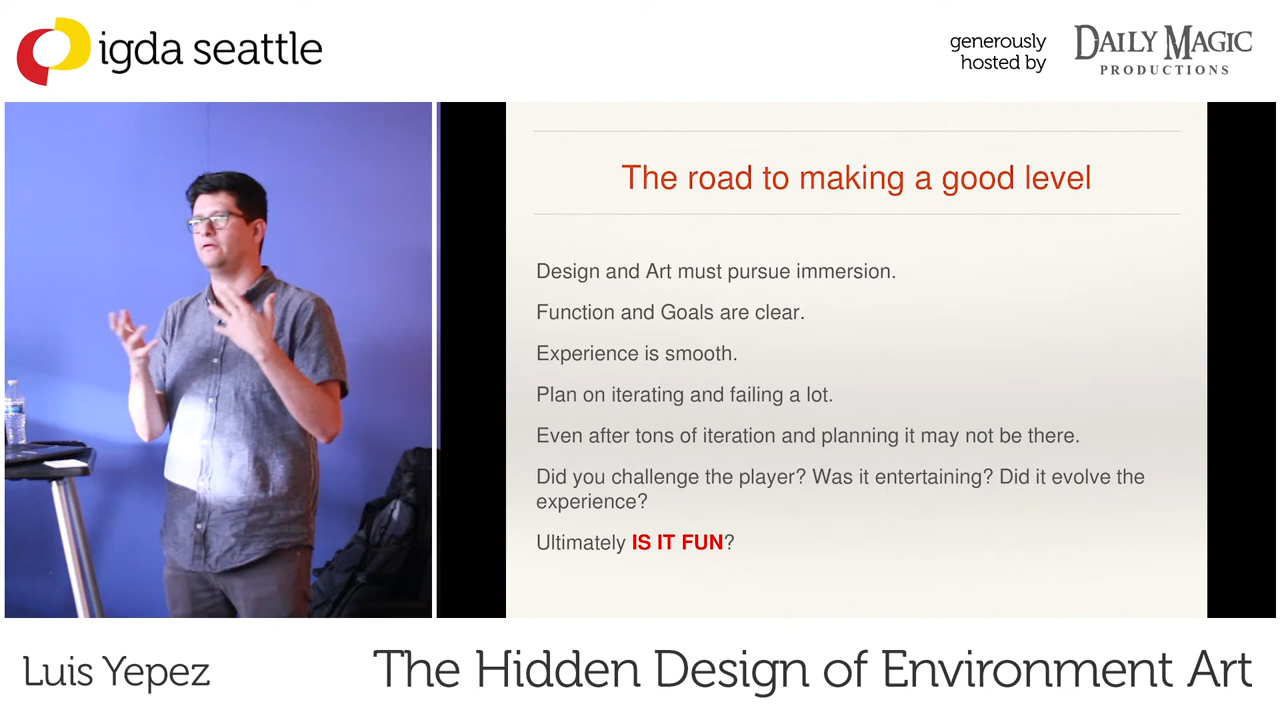 igda seattle
generously
hosted by
DAILY MAGIC
PRODUCTIONS
The road to making a good level
Design and Art must pursue immersion.
Function and Goals are clear.
Experience is smooth.
Plan on iterating and failing a lot.
Even after tons of iteration and planning it may not be there.
Did you challenge the player? Was it entertaining? Did it evolve the
experience?
Ultimately IS IT FUN?
Luis Yepez
The Hidden Design of Environment Art